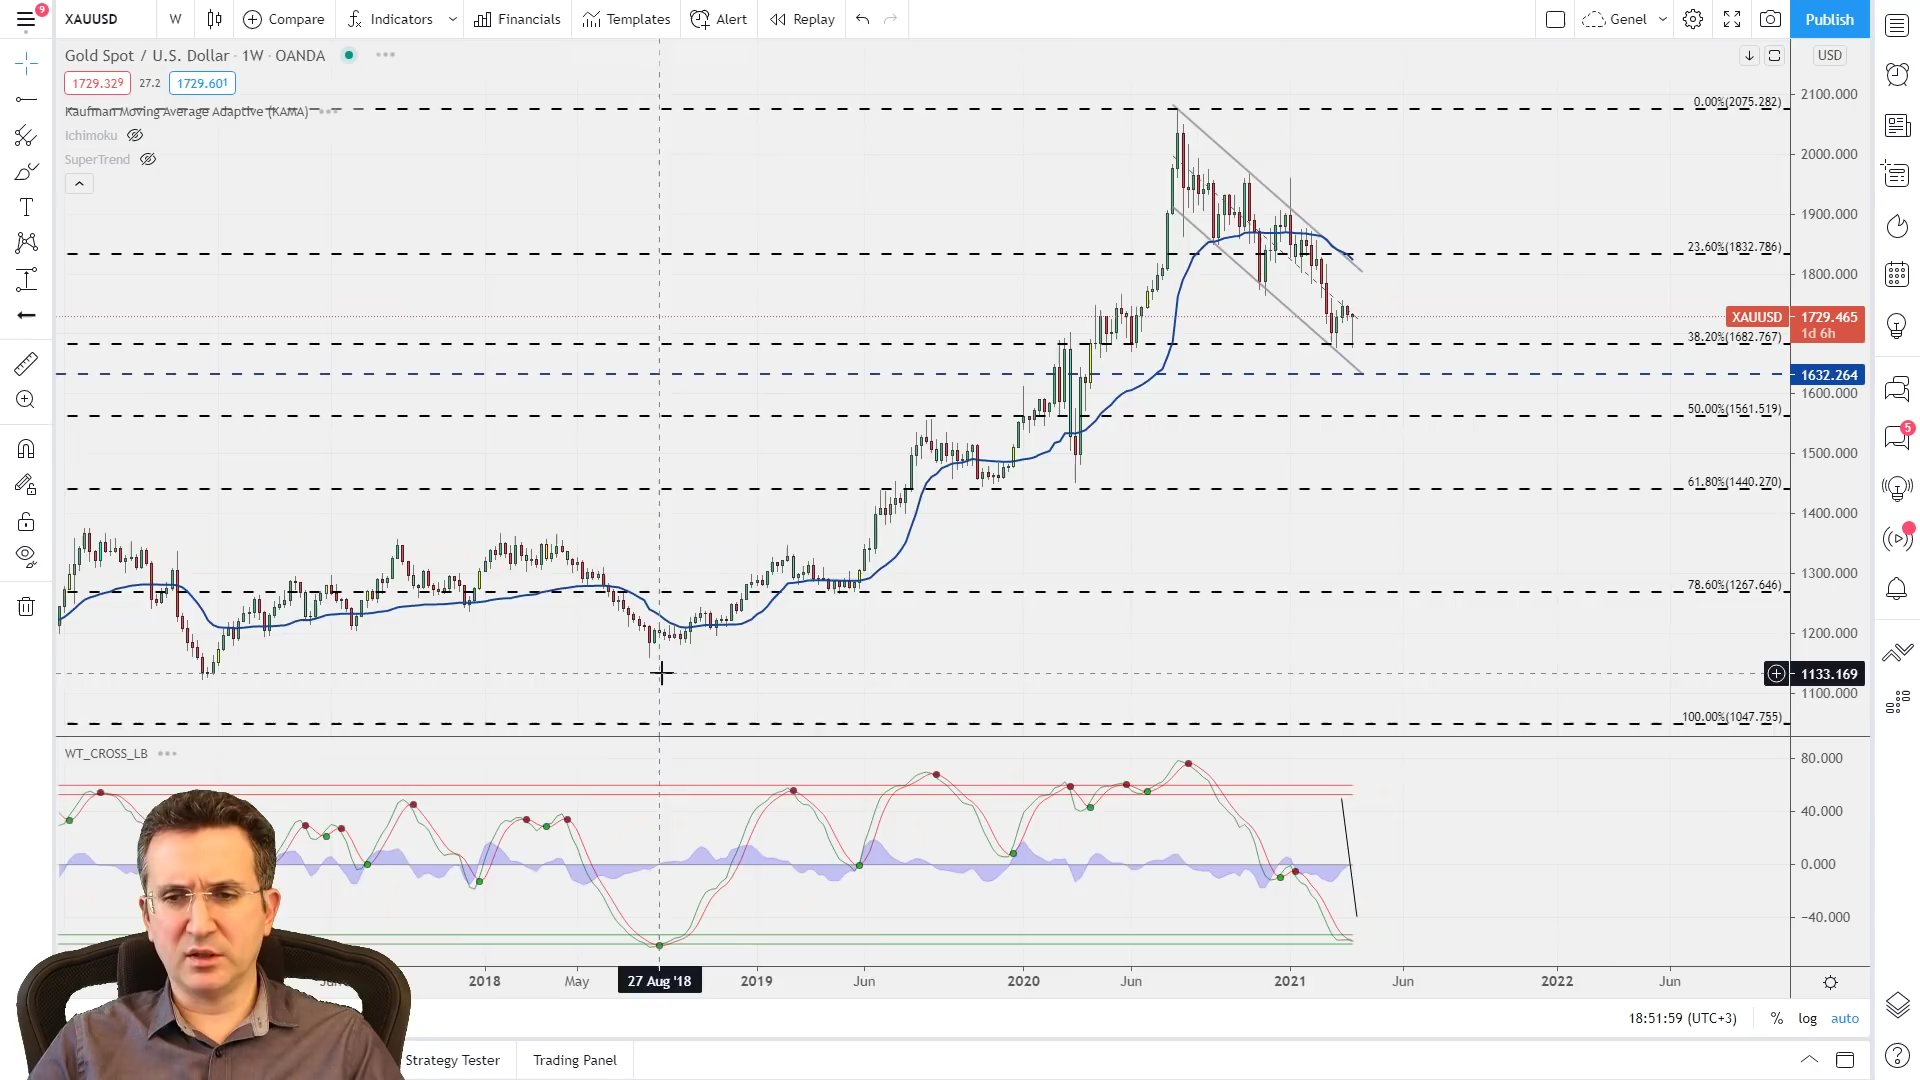 9
XAUUSD
W
Compare
Indicators
Financials
Templates
Alert
Replay
Genel
Publish
Gold Spot / U.S. Dollar · 1W · OANDA
USD
1729.329
27.2
1729.601
Kaufman Moving Average Adaptive (KAMA)
Ichimoku
SuperTrend
0.00%(2075.282)
23.60%(1832.786)
38.20%(1682.767)
50.00%(1561.519)
61.80%(1440.270)
78.60%(1267.646)
100.00%(1047.755)
2100.000
2000.000
1900.000
1800.000
XAUUSD
1729.465
1d 6h
1632.264
1600.000
1500.000
1400.000
1300.000
1200.000
1133.169
1100.000
5
WT_CROSS_LB
80.000
40.000
0.000
−40.000
2018
May
27 Aug '18
2019
Jun
2020
Jun
2021
Jun
2022
Jun
18:51:59 (UTC+3)
%
log
auto
Strategy Tester
Trading Panel